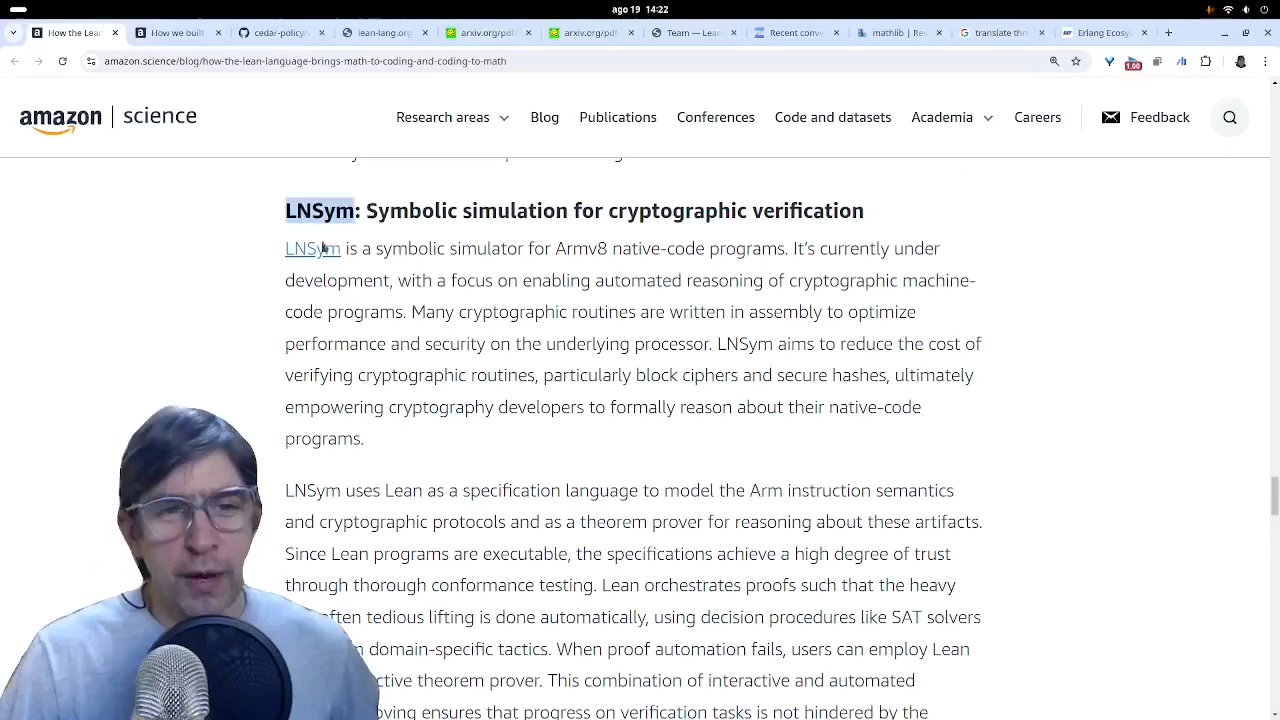 ago 19 14:22
How the Lea
How we built
cedar-policy/
lean-lang.org
arxiv.org/pdf
arxiv.org/pdf
Team — Lean
Recent conve
mathlib | Res
translate thr
Erlang Ecosy
amazon.science/blog/how-the-lean-language-brings-math-to-coding-and-coding-to-math
1.00
amazon | science
Research areas
Blog
Publications
Conferences
Code and datasets
Academia
Careers
Feedback
LNSym: Symbolic simulation for cryptographic verification
LNSym is a symbolic simulator for Armv8 native-code programs. It’s currently under
development, with a focus on enabling automated reasoning of cryptographic machine-
code programs. Many cryptographic routines are written in assembly to optimize
performance and security on the underlying processor. LNSym aims to reduce the cost of
verifying cryptographic routines, particularly block ciphers and secure hashes, ultimately
empowering cryptography developers to formally reason about their native-code
programs.
LNSym uses Lean as a specification language to model the Arm instruction semantics
and cryptographic protocols and as a theorem prover for reasoning about these artifacts.
Since Lean programs are executable, the specifications achieve a high degree of trust
through thorough conformance testing. Lean orchestrates proofs such that the heavy
often tedious lifting is done automatically, using decision procedures like SAT solvers
domain-specific tactics. When proof automation fails, users can employ Lean
theorem prover. This combination of interactive and automated
ensures that progress on verification tasks is not hindered by the